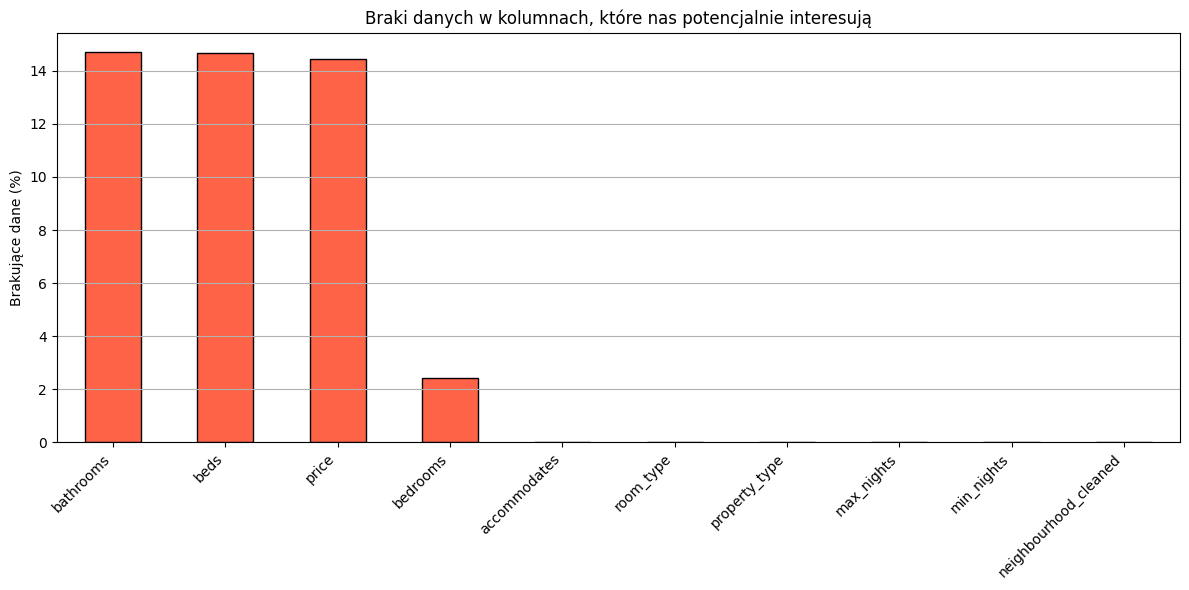 Braki danych w kolumnach, które nas potencjalnie interesują
Brakujące dane (%)
14
12
10
8
6
4
2
0
bathrooms
beds
price
bedrooms
accommodates
room_type
property_type
max_nights
min_nights
neighbourhood_cleaned